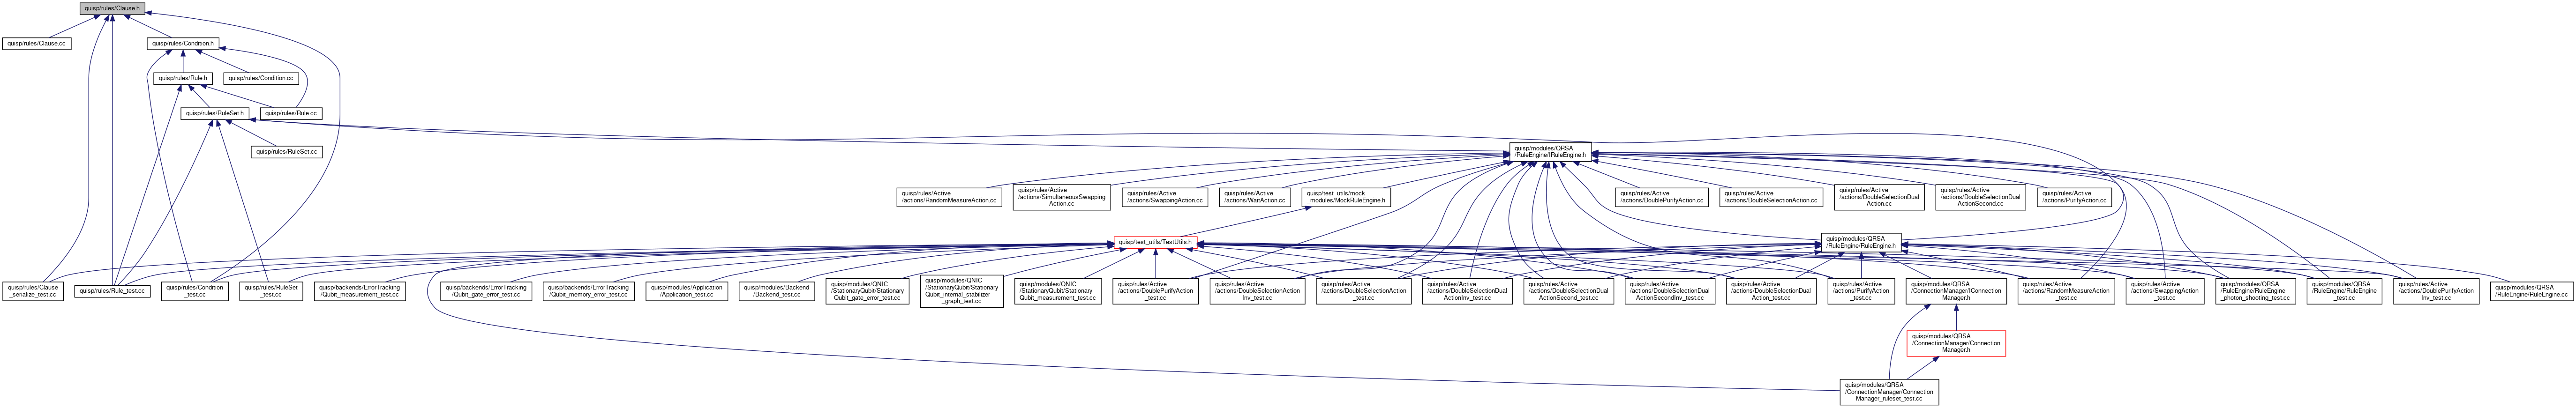 quisp/rules/Clause.h
quisp/rules/Clause.cc
quisp/rules/Condition.h
quisp/rules/Rule.h
quisp/rules/Condition.cc
quisp/rules/RuleSet.h
quisp/rules/Rule.cc
quisp/rules/RuleSet.cc
quisp/modules/QRSA
/RuleEngine/IRuleEngine.h
quisp/rules/Active
/actions/RandomMeasureAction.cc
quisp/rules/Active
/actions/SimultaneousSwapping
Action.cc
quisp/rules/Active
/actions/SwappingAction.cc
quisp/rules/Active
/actions/WaitAction.cc
quisp/test_utils/mock
_modules/MockRuleEngine.h
quisp/rules/Active
/actions/DoublePurifyAction.cc
quisp/rules/Active
/actions/DoubleSelectionAction.cc
quisp/rules/Active
/actions/DoubleSelectionDual
Action.cc
quisp/rules/Active
/actions/DoubleSelectionDual
ActionSecond.cc
quisp/rules/Active
/actions/PurifyAction.cc
quisp/test_utils/TestUtils.h
quisp/modules/QRSA
/RuleEngine/RuleEngine.h
quisp/rules/Clause
_serialize_test.cc
quisp/rules/Rule_test.cc
quisp/rules/Condition
_test.cc
quisp/rules/RuleSet
_test.cc
quisp/backends/ErrorTracking
/Qubit_measurement_test.cc
quisp/backends/ErrorTracking
/Qubit_gate_error_test.cc
quisp/backends/ErrorTracking
/Qubit_memory_error_test.cc
quisp/modules/Application
/Application_test.cc
quisp/modules/Backend
/Backend_test.cc
quisp/modules/QNIC
/StationaryQubit/Stationary
Qubit_gate_error_test.cc
quisp/modules/QNIC
/StationaryQubit/Stationary
Qubit_internal_stabilizer
_graph_test.cc
quisp/modules/QNIC
/StationaryQubit/Stationary
Qubit_measurement_test.cc
quisp/rules/Active
/actions/DoublePurifyAction
_test.cc
quisp/rules/Active
/actions/DoubleSelectionAction
Inv_test.cc
quisp/rules/Active
/actions/DoubleSelectionAction
_test.cc
quisp/rules/Active
/actions/DoubleSelectionDual
ActionInv_test.cc
quisp/rules/Active
/actions/DoubleSelectionDual
ActionSecond_test.cc
quisp/rules/Active
/actions/DoubleSelectionDual
ActionSecondInv_test.cc
quisp/rules/Active
/actions/DoubleSelectionDual
Action_test.cc
quisp/rules/Active
/actions/PurifyAction
_test.cc
quisp/modules/QRSA
/ConnectionManager/IConnection
Manager.h
quisp/rules/Active
/actions/RandomMeasureAction
_test.cc
quisp/rules/Active
/actions/SwappingAction
_test.cc
quisp/modules/QRSA
/RuleEngine/RuleEngine
_photon_shooting_test.cc
quisp/modules/QRSA
/RuleEngine/RuleEngine
_test.cc
quisp/rules/Active
/actions/DoublePurifyAction
Inv_test.cc
quisp/modules/QRSA
/RuleEngine/RuleEngine.cc
quisp/modules/QRSA
/ConnectionManager/Connection
Manager.h
quisp/modules/QRSA
/ConnectionManager/Connection
Manager_ruleset_test.cc